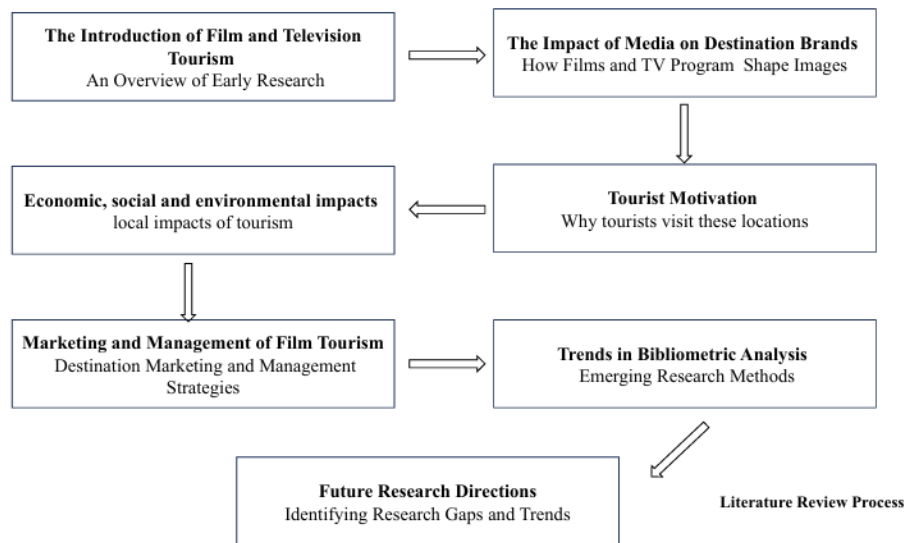 The Introduction of Film and Television
Tourism
An Overview of Early Research
The Impact of Media on Destination Brands
How Films and TV Program Shape Images
Tourist Motivation
Why tourists visit these locations
Economic, social and environmental impacts
local impacts of tourism
Marketing and Management of Film Tourism
Destination Marketing and Management
Strategies
Trends in Bibliometric Analysis
Emerging Research Methods
Future Research Directions
Identifying Research Gaps and Trends
Literature Review Process